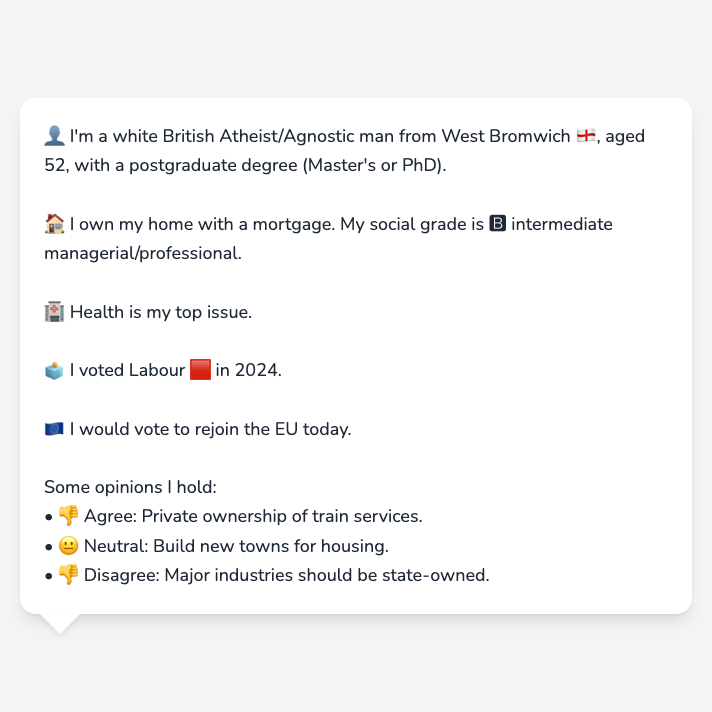 👤 I'm a white British Atheist/Agnostic man from West Bromwich 🏴󠁧󠁢󠁥󠁮󠁧󠁿, aged
52, with a postgraduate degree (Master's or PhD).
🏠 I own my home with a mortgage. My social grade is 🅱 intermediate
managerial/professional.
🏥 Health is my top issue.
🗳️ I voted Labour 🟥 in 2024.
🇪🇺 I would vote to rejoin the EU today.
Some opinions I hold:
• 👎 Agree: Private ownership of train services.
• 😐 Neutral: Build new towns for housing.
• 👎 Disagree: Major industries should be state-owned.